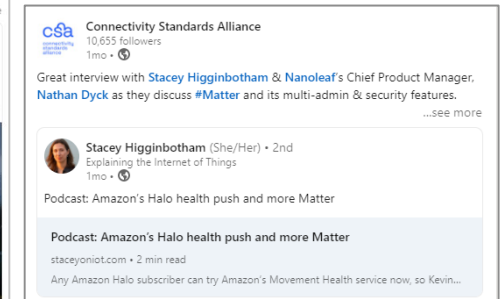 csa
connectivity
standards
alliance
Connectivity Standards Alliance
10,655 followers
1mo •
Great interview with Stacey Higginbotham & Nanoleaf's Chief Product Manager,
Nathan Dyck as they discuss #Matter and its multi-admin & security features.
...see more
Stacey Higginbotham (She/Her) • 2nd
Explaining the Internet of Things
1mo •
Podcast: Amazon's Halo health push and more Matter
Podcast: Amazon's Halo health push and more Matter
staceyoniot.com • 2 min read
Any Amazon Halo subscriber can try Amazon's Movement Health service now, so Kevin...